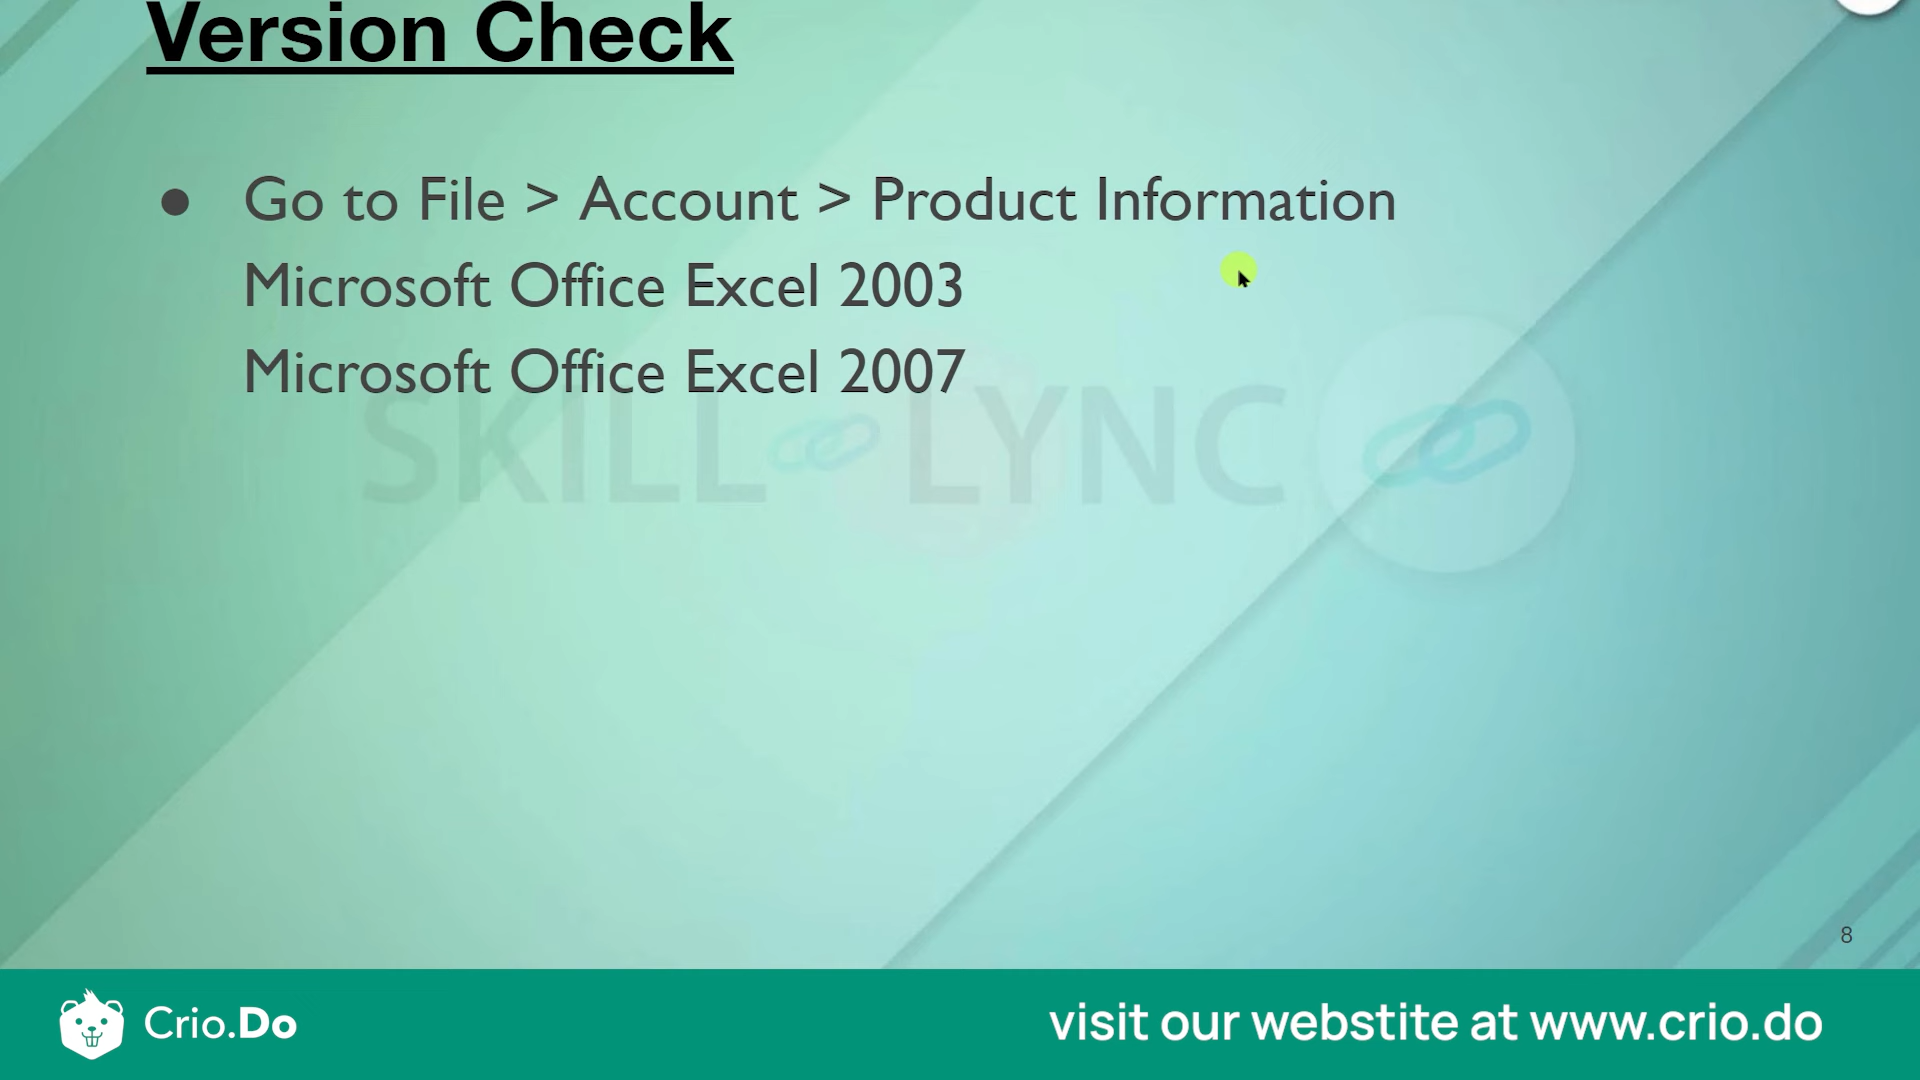 Version Check
● Go to File > Account > Product Information
Microsoft Office Excel 2003
Microsoft Office Excel 2007
SKILL LYNC
8
Crio.Do
visit our webstite at www.crio.do